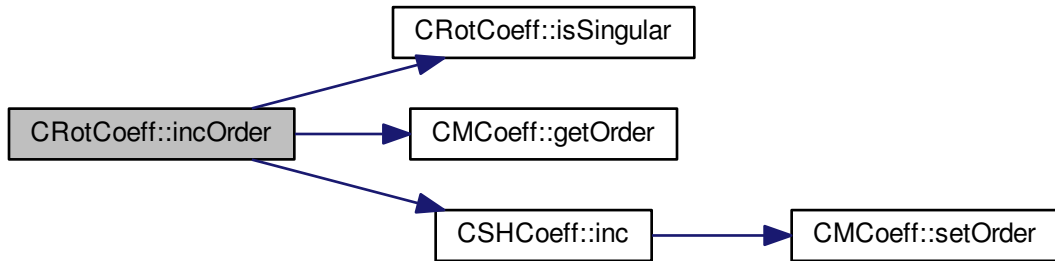 CRotCoeff::isSingular
CRotCoeff::incOrder
CMCoeff::getOrder
CSHCoeff::inc
CMCoeff::setOrder